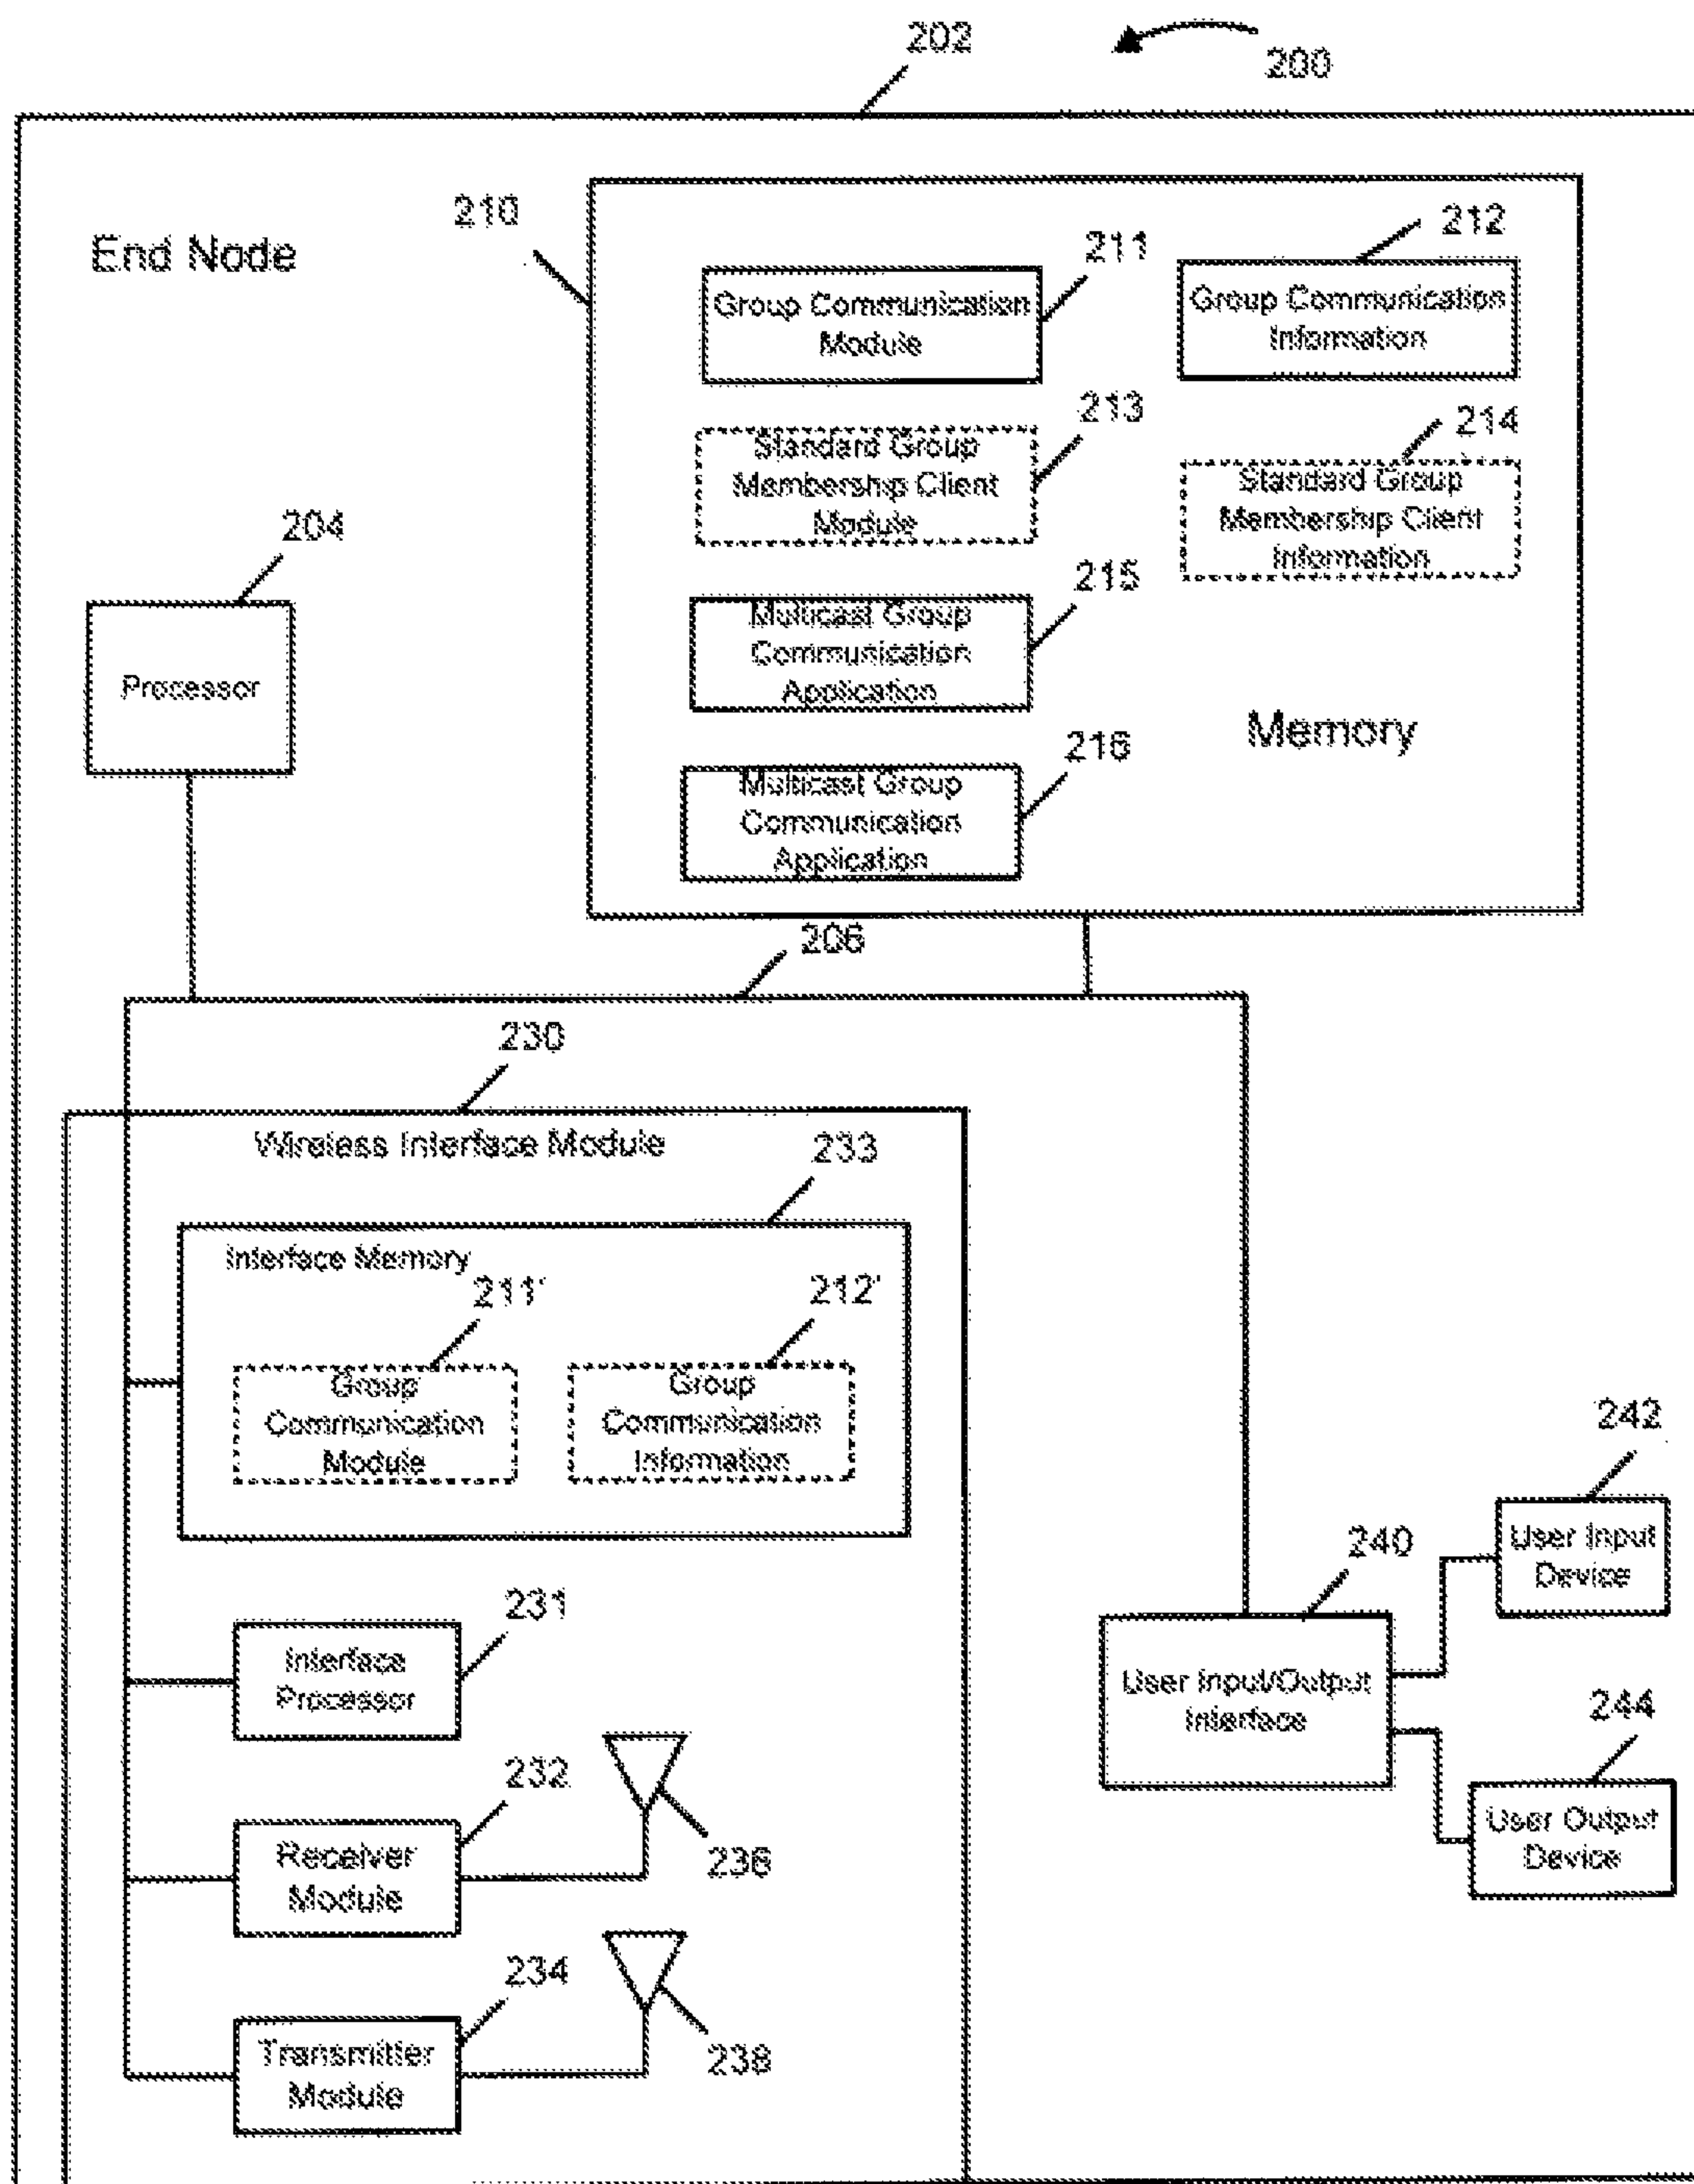 202
200
End Node
210
211
212
Group Communication
Module
Group Communication
Information
213
214
Standard Group
Membership Client
Module
Standard Group
Membership Client
Information
204
Processor
215
Multicast Group
Communication
Application
Memory
216
Multicast Group
Communication
Application
206
230
Wireless Interface Module
233
Interface Memory
211'
212'
Group
Communication
Module
Group
Communication
Information
231
Interface
Processor
232
Receiver
Module
236
234
Transmitter
Module
238
240
User Input/Output
Interface
242
User Input
Device
244
User Output
Device